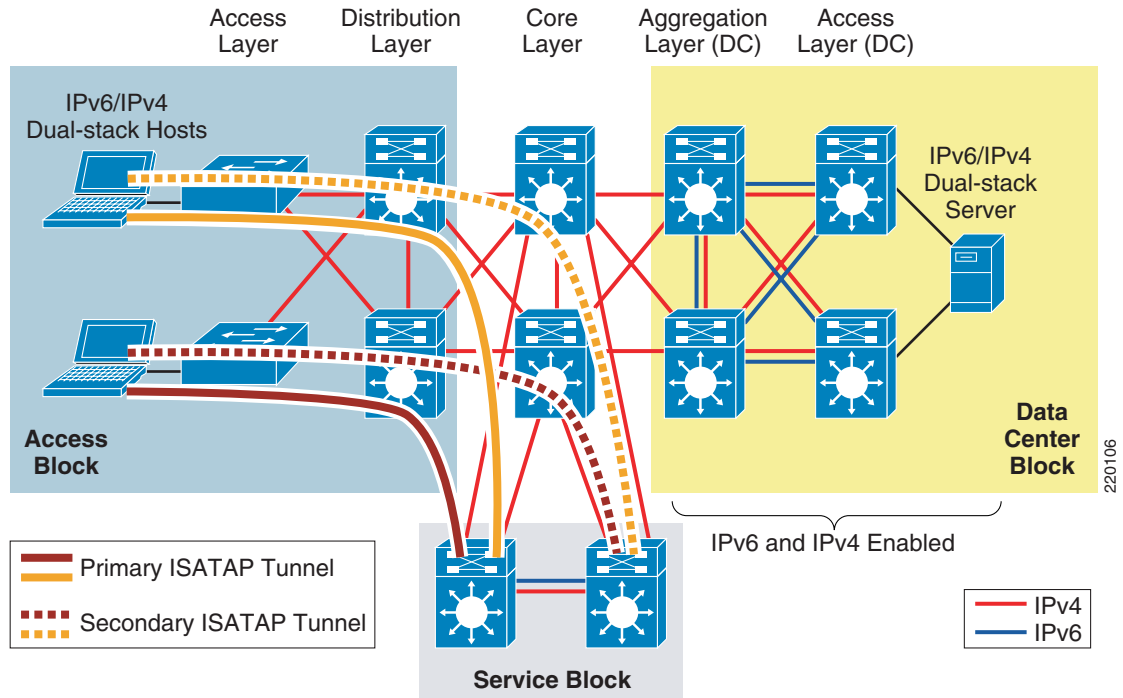 Access
Layer
Distribution
Layer
Core
Layer
Aggregation
Layer (DC)
Access
Layer (DC)
IPv6/IPv4
Dual-stack Hosts
IPv6/IPv4
Dual-stack
Server
Access
Block
Data
Center
Block
220106
IPv6 and IPv4 Enabled
Primary ISATAP Tunnel
Secondary ISATAP Tunnel
IPv4
IPv6
Service Block